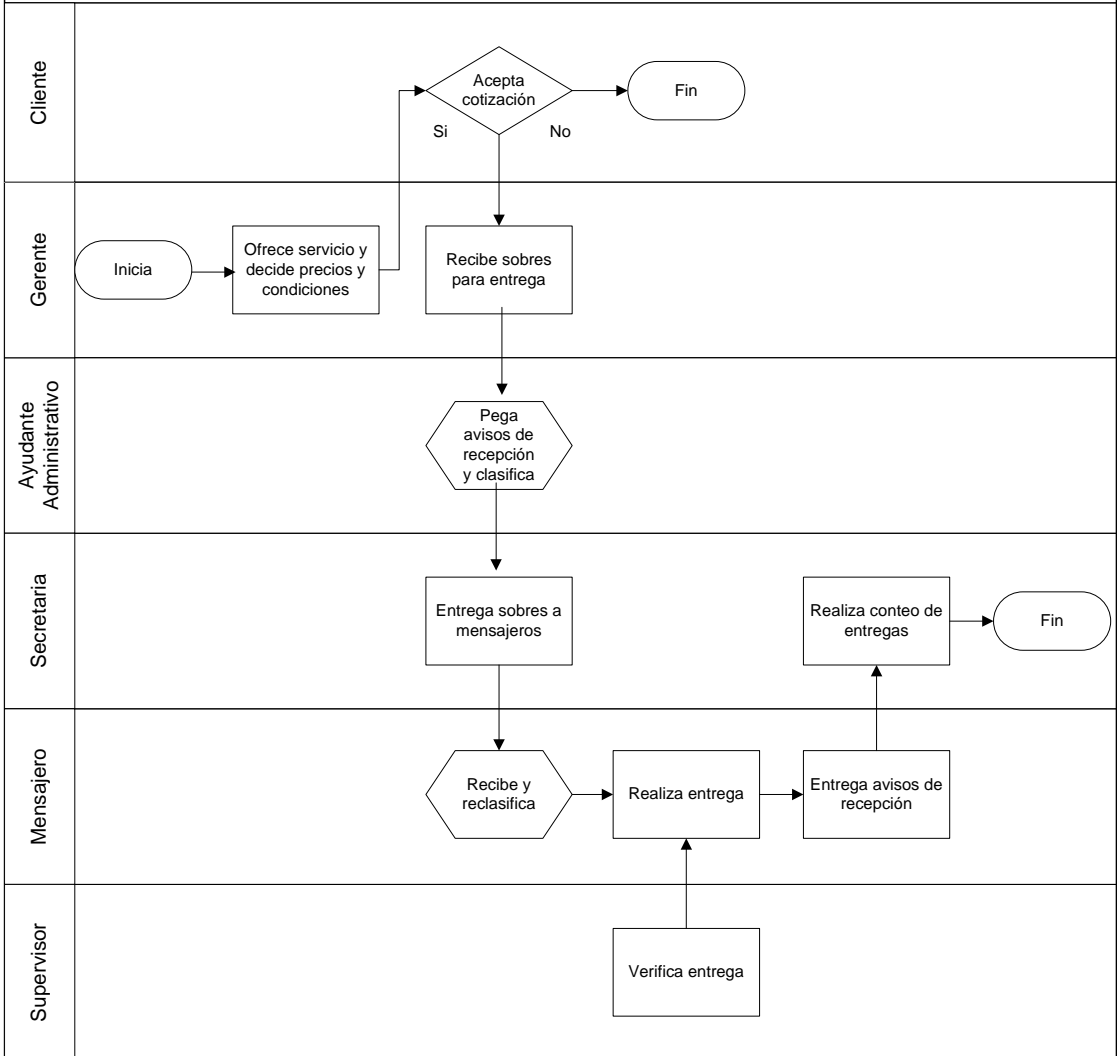 Cliente
Acepta
cotización
Si
No
Fin
Gerente
Inicia
Ofrece servicio y
decide precios y
condiciones
Recibe sobres
para entrega
Ayudante
Administrativo
Pega
avisos de
recepción
y clasifica
Secretaria
Entrega sobres a
mensajeros
Realiza conteo de
entregas
Fin
Mensajero
Recibe y
reclasifica
Realiza entrega
Entrega avisos de
recepción
Supervisor
Verifica entrega